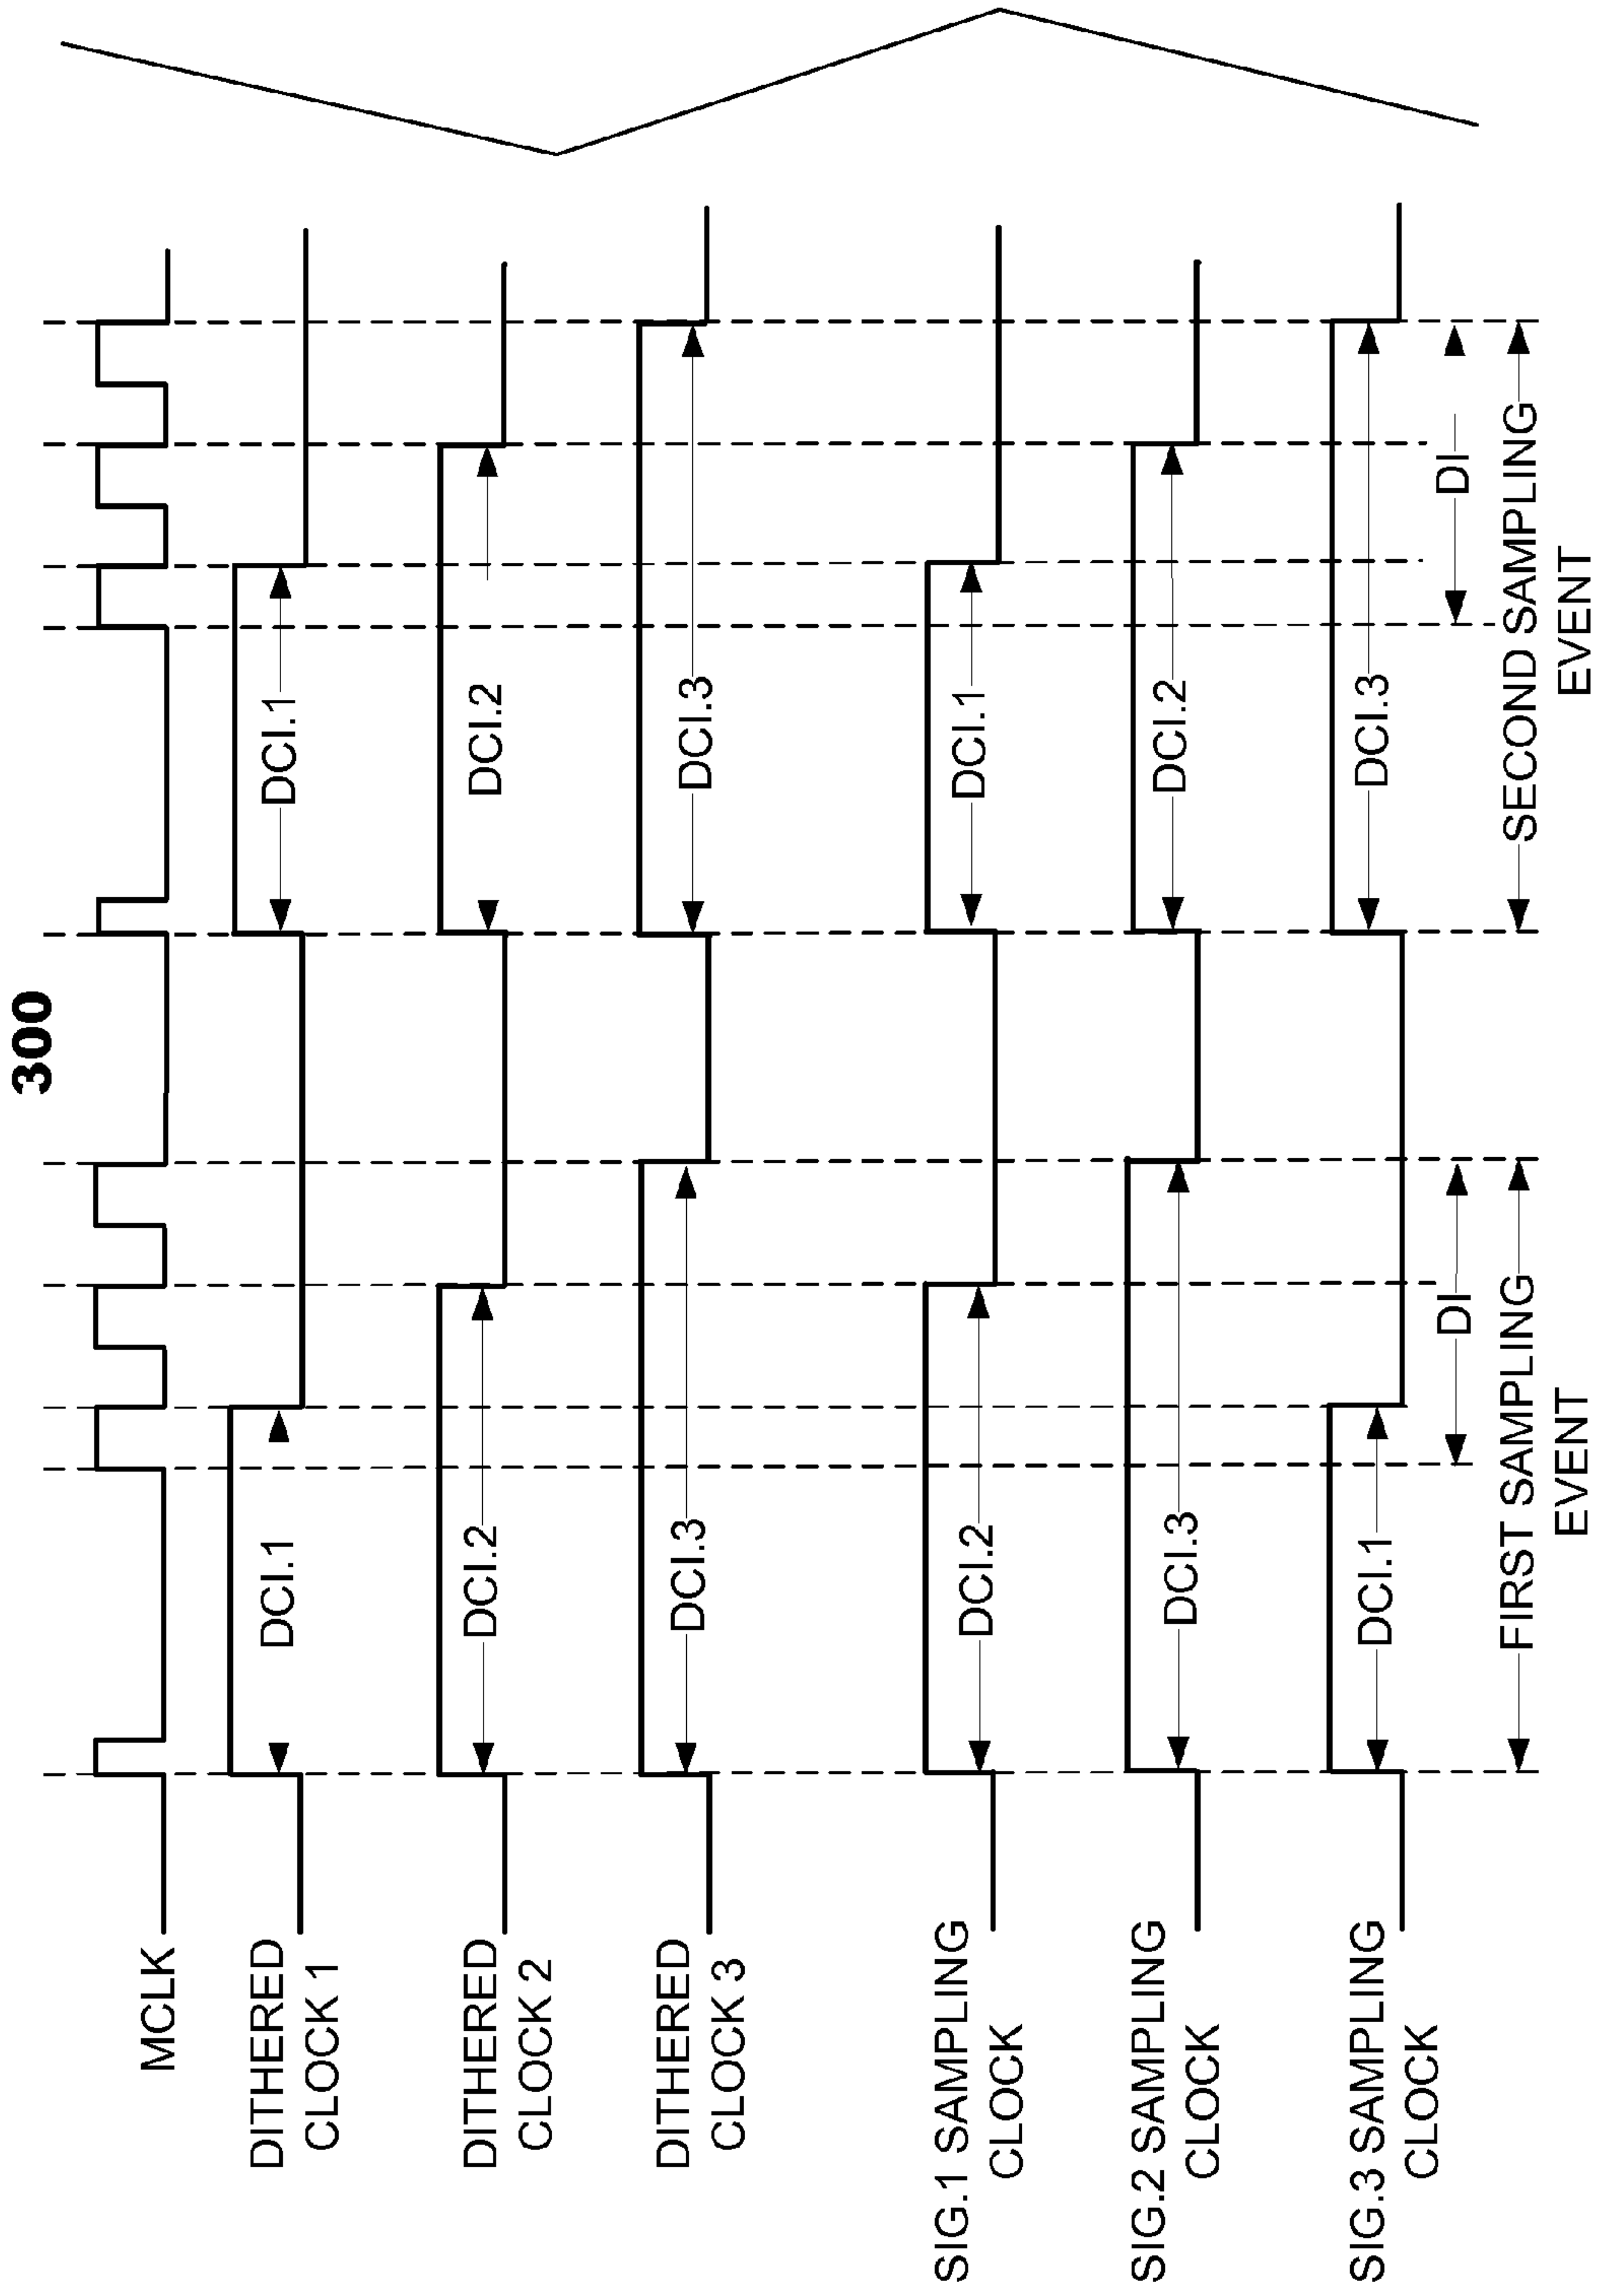 300
MCLK
DITHERED
CLOCK 1
DCI.1
DCI.1
DITHERED
CLOCK 2
DCI.2
DCI.2
DITHERED
CLOCK 3
DCI.3
DCI.3
SIG.1 SAMPLING
CLOCK
DCI.2
DCI.1
SIG.2 SAMPLING
CLOCK
DCI.3
DCI.2
SIG.3 SAMPLING
CLOCK
DCI.1
DCI.3
DI
DI
FIRST SAMPLING
EVENT
SECOND SAMPLING
EVENT